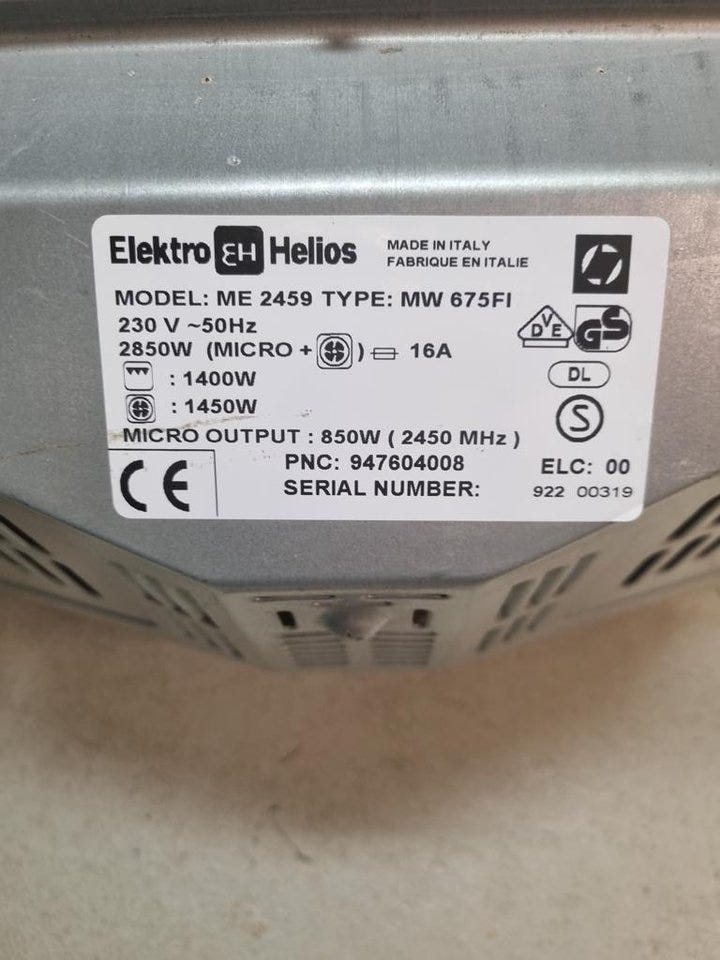 Elektro EH Helios
MADE IN ITALY
FABRIQUE EN ITALIE
MODEL: ME 2459 TYPE: MW 675FI
230 V ~50Hz
2850W (MICRO + ) 16A
: 1400W
: 1450W
MICRO OUTPUT : 850W ( 2450 MHz )
PNC: 947604008
SERIAL NUMBER:
CE
DVE
GS
DL
S
ELC: 00
922 00319